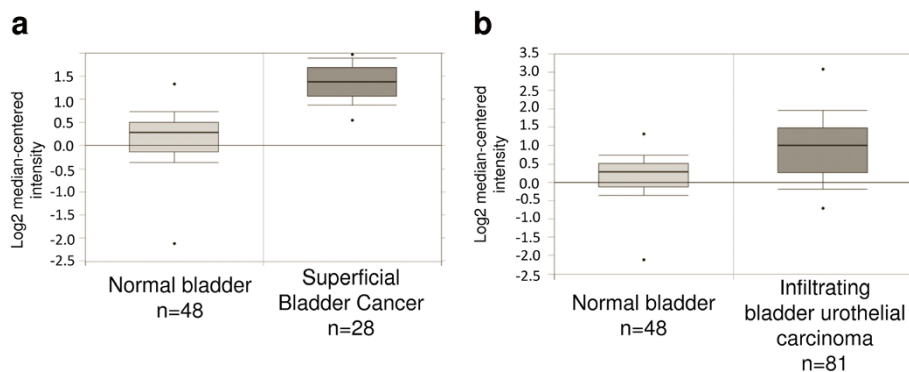 a
Log2 median-centered
intensity
1.5
1.0
0.5
0.0
-0.5
-1.0
-1.5
-2.0
-2.5
Normal bladder
n=48
Superficial
Bladder Cancer
n=28
b
Log2 median-centered
intensity
3.5
3.0
2.5
2.0
1.5
1.0
0.5
0.0
-0.5
-1.0
-1.5
-2.0
-2.5
Normal bladder
n=48
Infiltrating
bladder urothelial
carcinoma
n=81